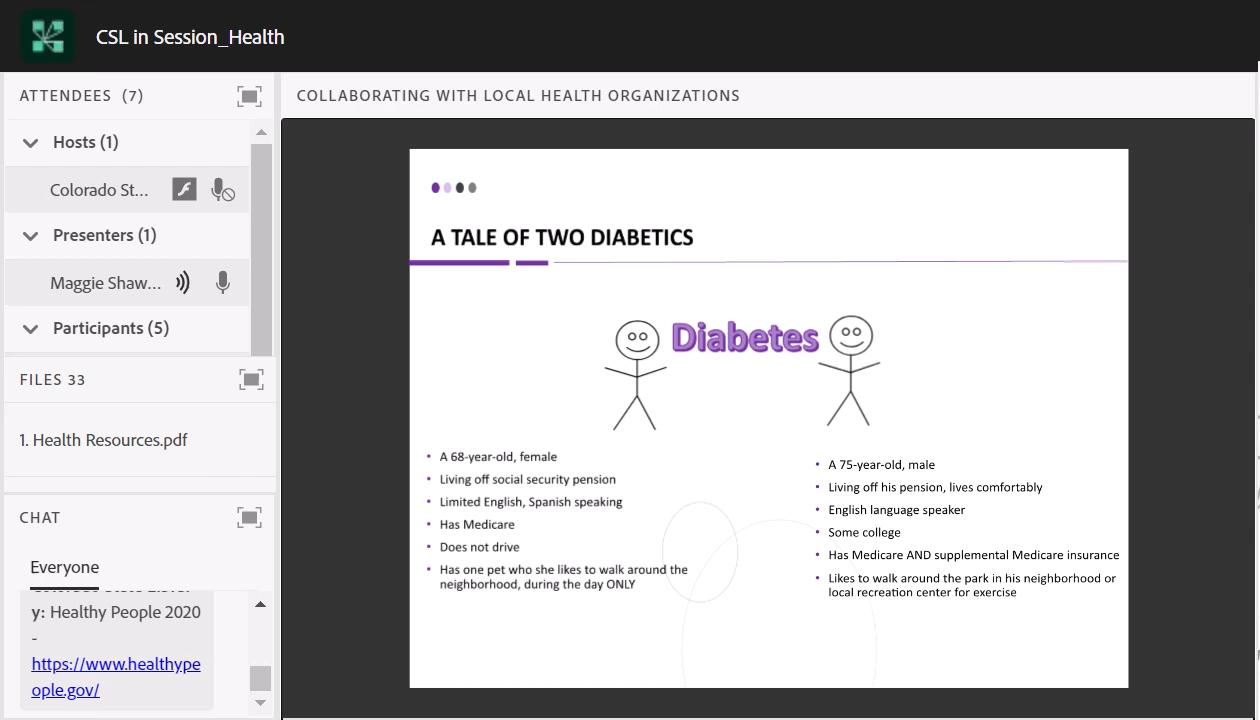 CSL in Session_Health
ATTENDEES (7)
Hosts (1)
Colorado St...
Presenters (1)
Maggie Shaw...
Participants (5)
FILES 33
1. Health Resources.pdf
CHAT
Everyone
y: Healthy People 2020
-
https://www.healthype
ople.gov/
COLLABORATING WITH LOCAL HEALTH ORGANIZATIONS
A TALE OF TWO DIABETICS
Diabetes
• A 68-year-old, female
• Living off social security pension
• Limited English, Spanish speaking
• Has Medicare
• Does not drive
• Has one pet who she likes to walk around the
neighborhood, during the day ONLY
• A 75-year-old, male
• Living off his pension, lives comfortably
• English language speaker
• Some college
• Has Medicare AND supplemental Medicare insurance
• Likes to walk around the park in his neighborhood or
local recreation center for exercise